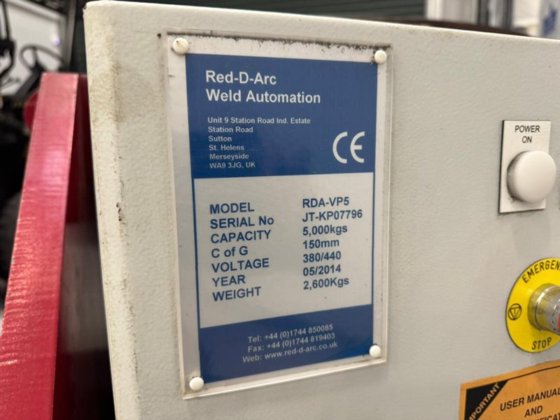 Red-D-Arc
Weld Automation
Unit 9 Station Road Ind. Estate
Station Road
Sutton
St. Helens
Merseyside
WA9 3JG, UK
CE
MODEL RDA-VP5
SERIAL No JT-KP07796
CAPACITY 5,000kgs
C of G 150mm
VOLTAGE 380/440
YEAR 05/2014
WEIGHT 2,600Kgs
Tel: +44 (0)1744 850085
Fax: +44 (0)1744 819403
Web: www.red-d-arc.co.uk
POWER
ON
EMERGEN
STOP
IMPORTANT
USER MANUAL
AND